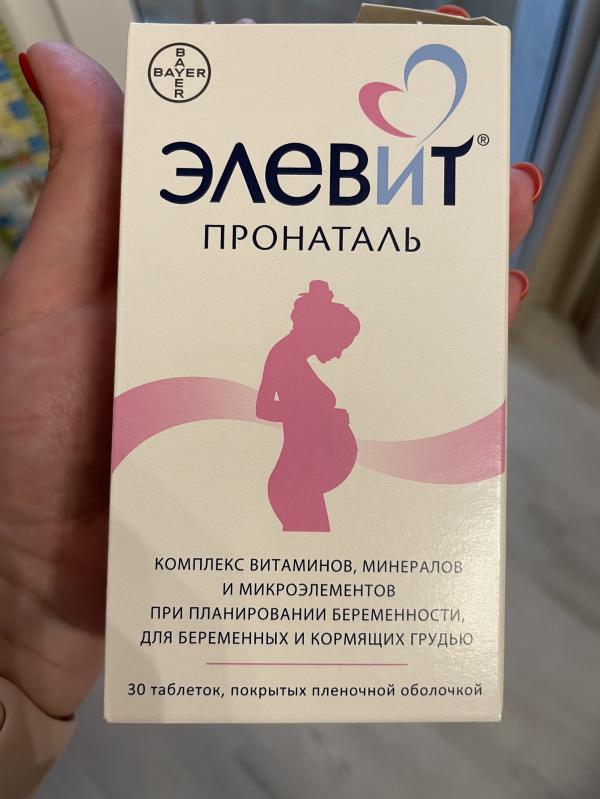 BAYER
BAYER
ЭЛЕВИТ®
ПРОНАТАЛЬ
КОМПЛЕКС ВИТАМИНОВ, МИНЕРАЛОВ
И МИКРОЭЛЕМЕНТОВ
ПРИ ПЛАНИРОВАНИИ БЕРЕМЕННОСТИ,
ДЛЯ БЕРЕМЕННЫХ И КОРМЯЩИХ ГРУДЬЮ
30 таблеток, покрытых пленочной оболочкой